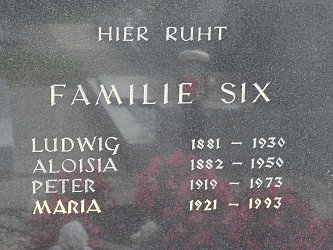 HIER RUHT
FAMILIE SIX
LUDWIG 1881 – 1930
ALOISIA 1882 – 1950
PETER 1919 – 1973
MARIA 1921 – 1993